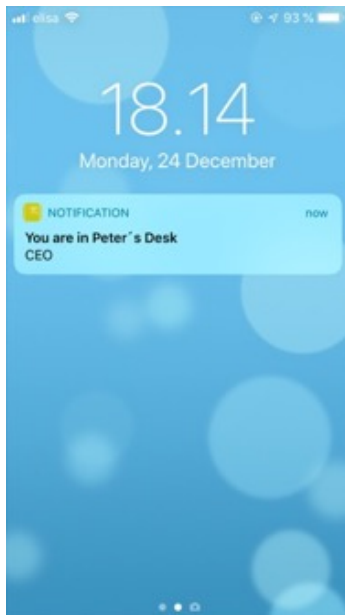 elisa 93 %
18.14
Monday, 24 December
NOTIFICATION now
You are in Peter´s Desk
CEO